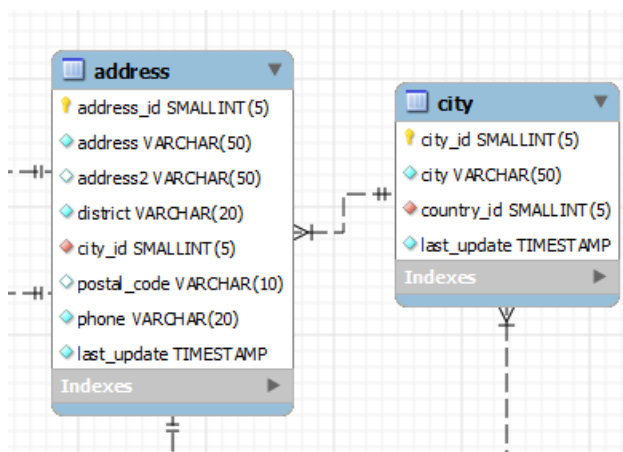 address
address_id SMALLINT(5)
address VARCHAR(50)
address2 VARCHAR(50)
district VARCHAR(20)
city_id SMALLINT(5)
postal_code VARCHAR(10)
phone VARCHAR(20)
last_update TIMESTAMP
Indexes
city
city_id SMALLINT(5)
city VARCHAR(50)
country_id SMALLINT(5)
last_update TIMESTAMP
Indexes